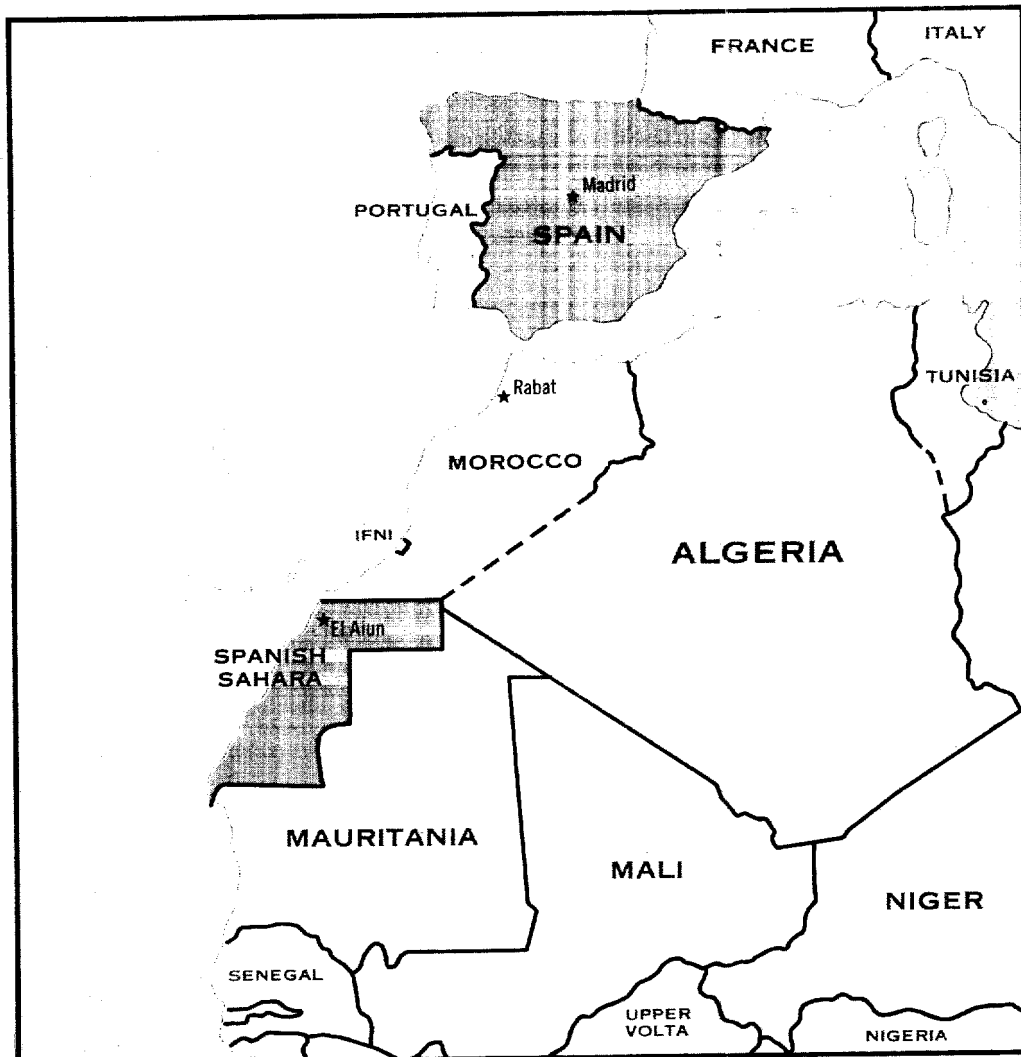 FRANCE
ITALY
Madrid
PORTUGAL
SPAIN
TUNISIA
Rabat
MOROCCO
IFNI
ALGERIA
El Aiun
SPANISH
SAHARA
MAURITANIA
MALI
NIGER
SENEGAL
UPPER
VOLTA
NIGERIA